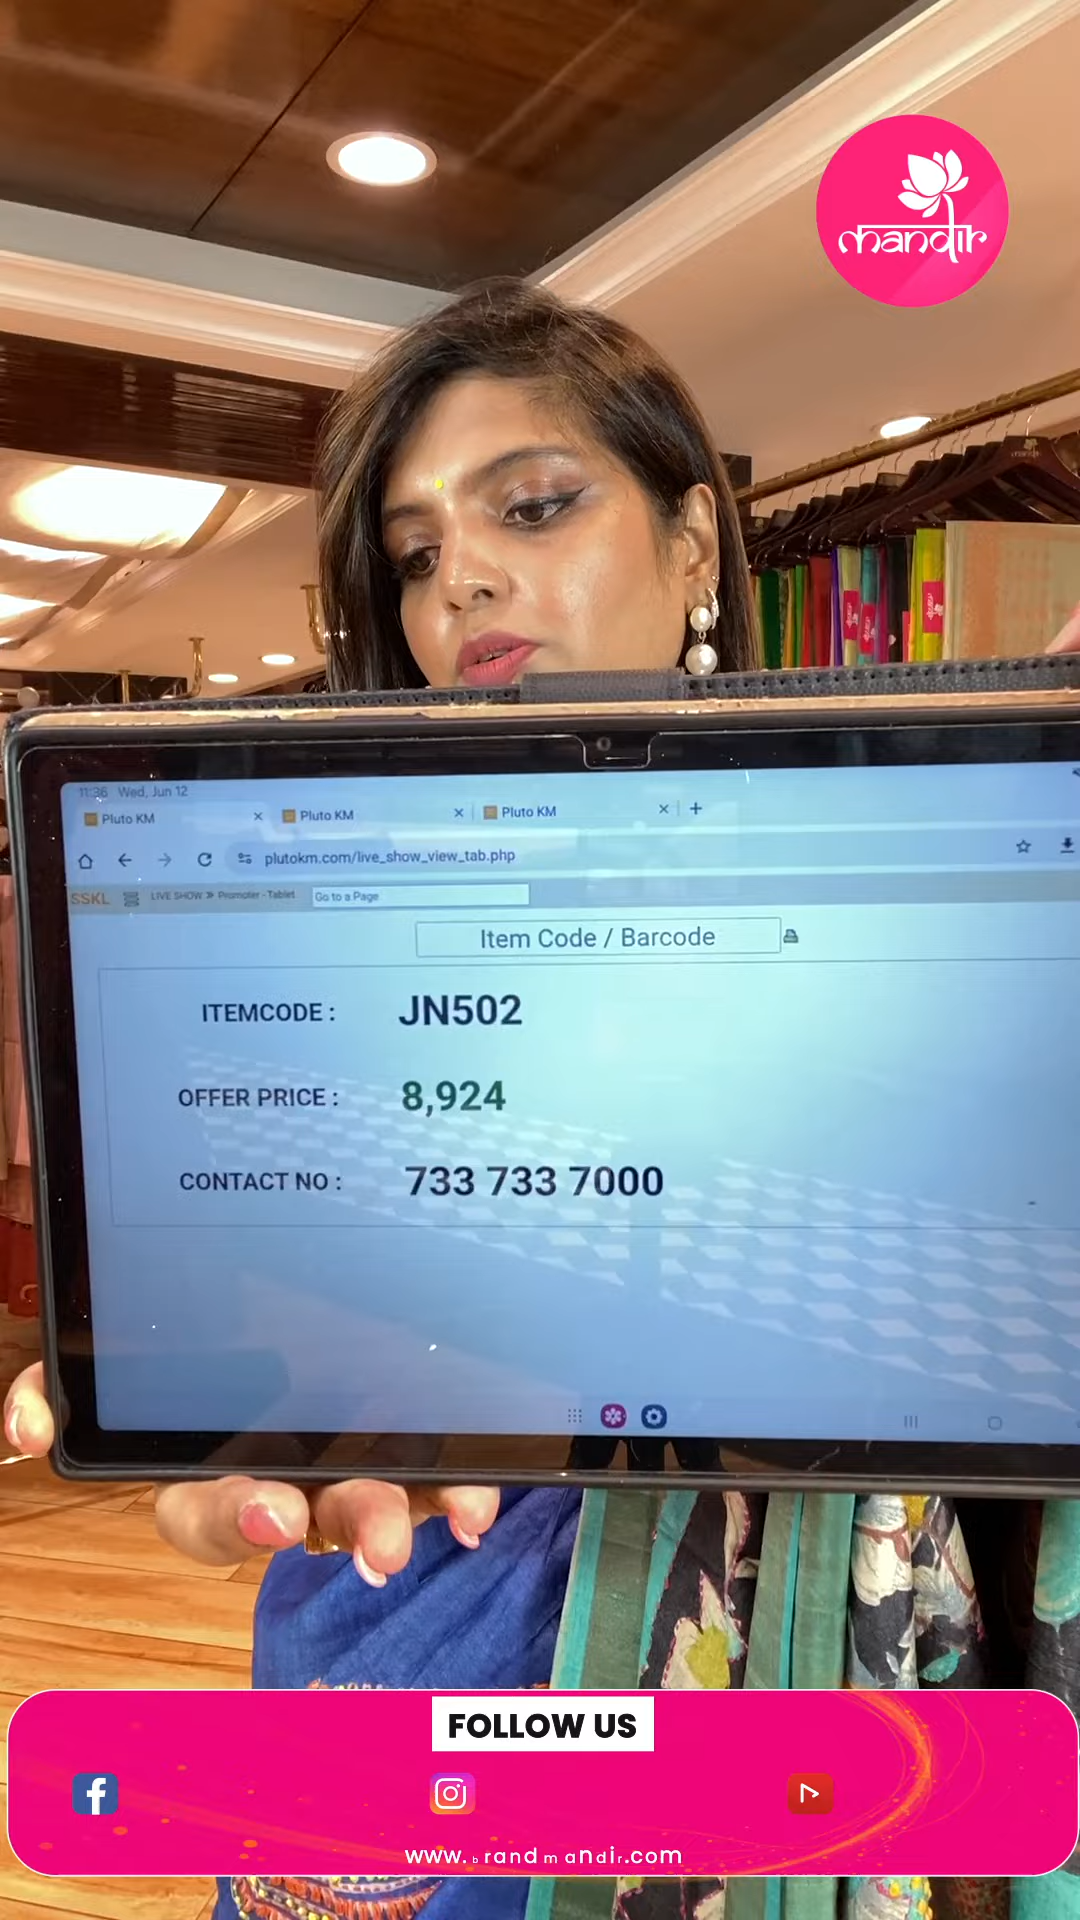 mandir
11:36 Wed, Jun 12
Pluto KM
Pluto KM
Pluto KM
plutokm.com/live_show_view_tab.php
SSKL
LIVE SHOW » Promoter - Tablet
Go to a Page
Item Code / Barcode
ITEMCODE : JN502
OFFER PRICE : 8,924
CONTACT NO : 733 733 7000
FOLLOW US
www.brandmandir.com